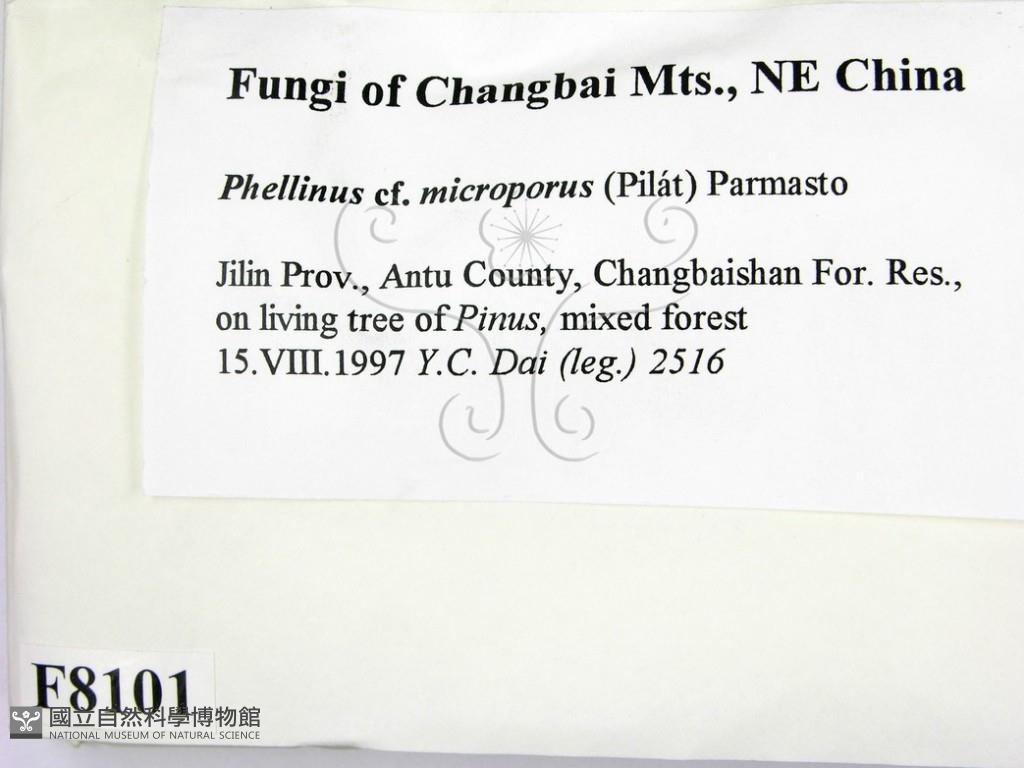 Fungi of Changbai Mts., NE China
Phellinus cf. microporus (Pilát) Parmasto
Jilin Prov., Antu County, Changbaishan For. Res.,
on living tree of Pinus, mixed forest
15.VIII.1997 Y.C. Dai (leg.) 2516
F8101
國立自然科學博物館
NATIONAL MUSEUM OF NATURAL SCIENCE